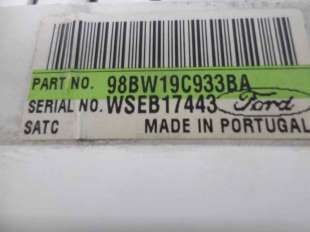 PART NO. 98BW19C933BA
SERIAL NO. WSEB17443 Ford
SATC MADE IN PORTUGAL